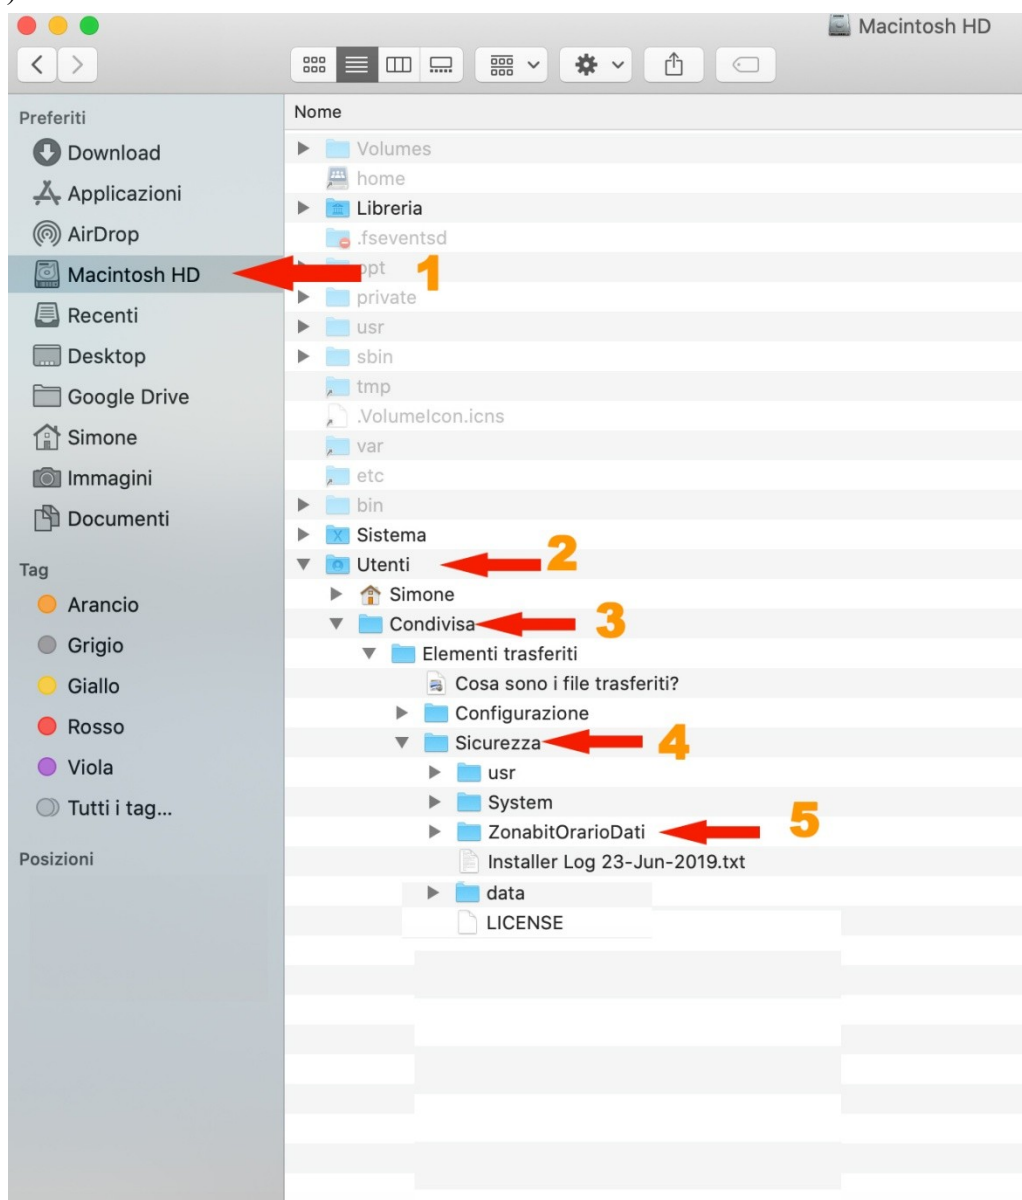 Macintosh HD
Preferiti
Download
Applicazioni
AirDrop
Macintosh HD
Recenti
Desktop
Google Drive
Simone
Immagini
Documenti
Tag
Arancio
Grigio
Giallo
Rosso
Viola
Tutti i tag...
Posizioni
Nome
Volumes
home
Libreria
.fseventsd
opt
1
private
usr
sbin
tmp
.VolumeIcon.icns
var
etc
bin
Sistema
Utenti
2
Simone
Condivisa
3
Elementi trasferiti
Cosa sono i file trasferiti?
Configurazione
Sicurezza
4
usr
System
ZonabitOrarioDati
5
Installer Log 23-Jun-2019.txt
data
LICENSE